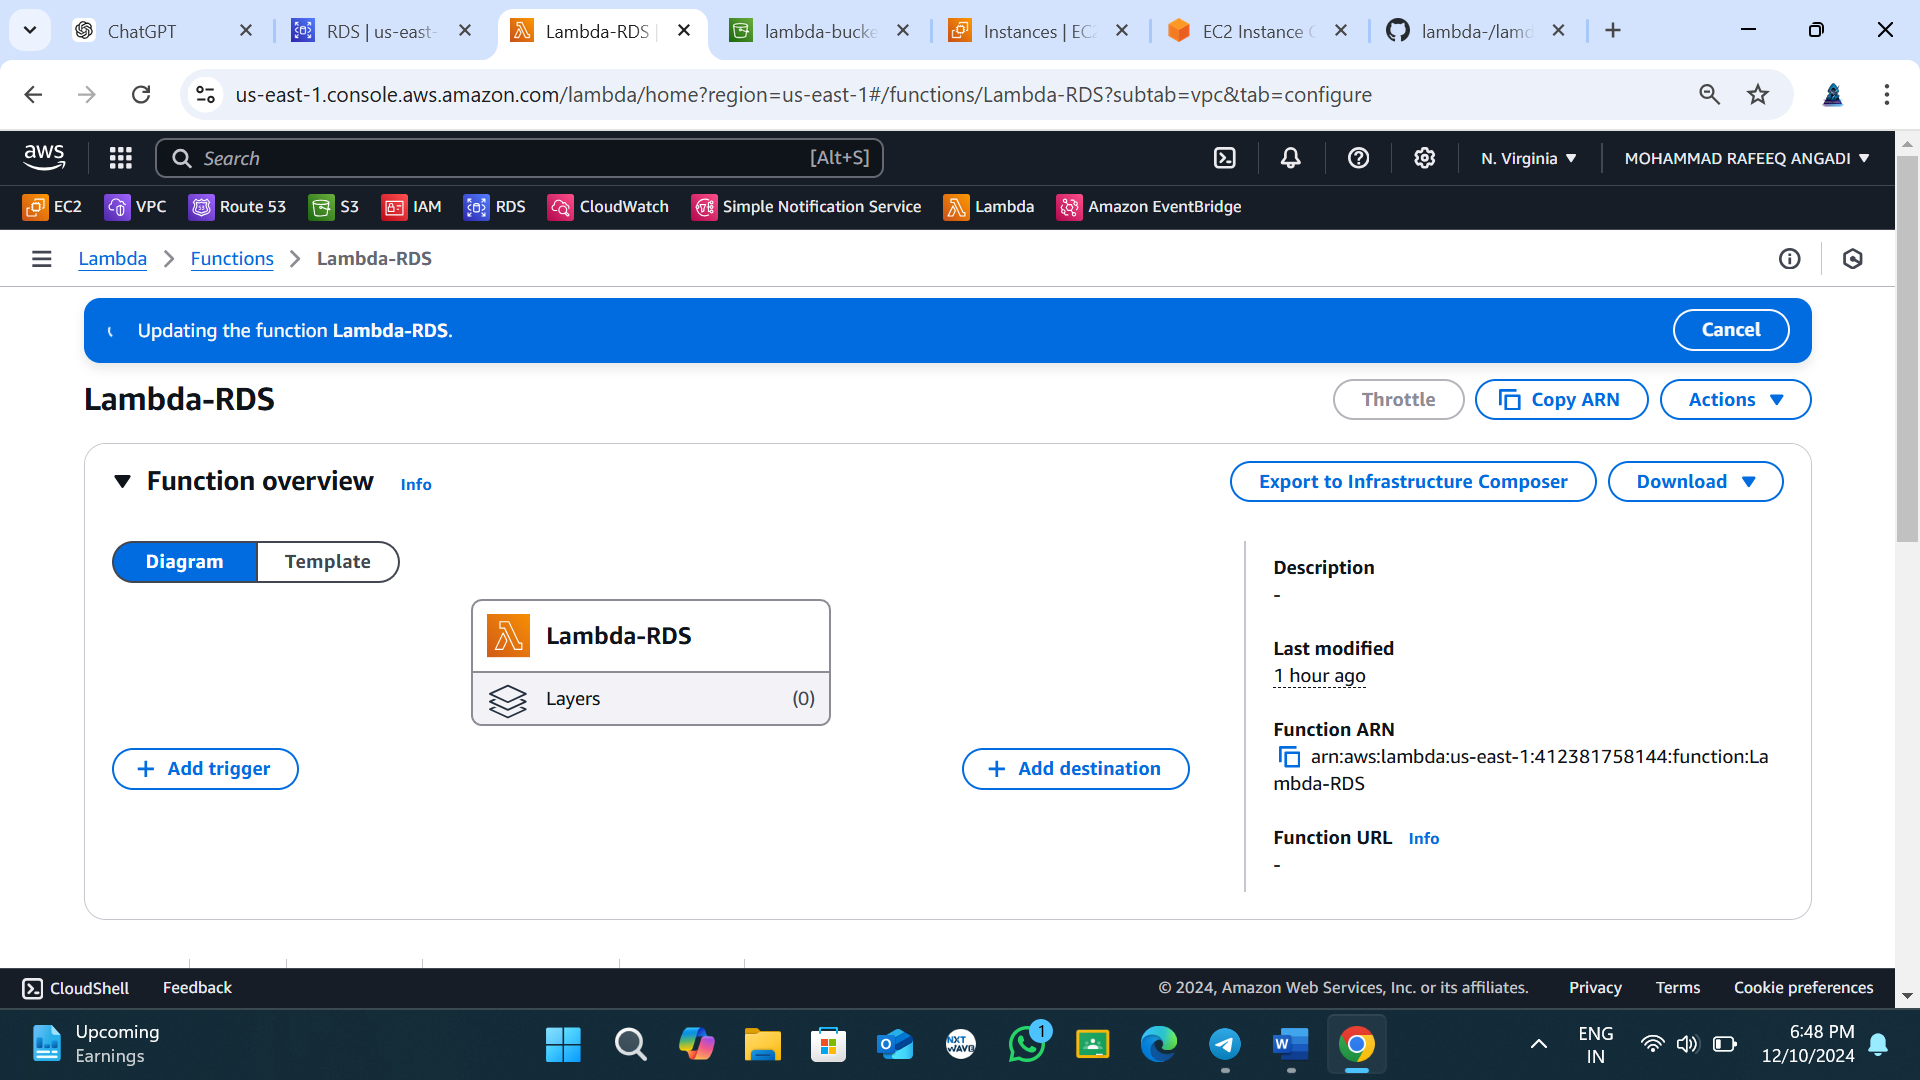 ChatGPT
RDS | us-east-
Lambda-RDS |
lambda-bucke
Instances | EC2
EC2 Instance C
lambda-/lamd
us-east-1.console.aws.amazon.com/lambda/home?region=us-east-1#/functions/Lambda-RDS?subtab=vpc&tab=configure
aws
Search
[Alt+S]
N. Virginia
MOHAMMAD RAFEEQ ANGADI
EC2
VPC
Route 53
S3
IAM
RDS
CloudWatch
Simple Notification Service
Lambda
Amazon EventBridge
Lambda
Functions
Lambda-RDS
Updating the function Lambda-RDS.
Cancel
Lambda-RDS
Throttle
Copy ARN
Actions
Function overview
Info
Export to Infrastructure Composer
Download
Diagram
Template
Description
-
Lambda-RDS
Last modified
1 hour ago
Layers
(0)
Function ARN
arn:aws:lambda:us-east-1:412381758144:function:La
mbda-RDS
Add trigger
Add destination
Function URL Info
-
CloudShell
Feedback
© 2024, Amazon Web Services, Inc. or its affiliates.
Privacy
Terms
Cookie preferences
Upcoming
Earnings
NXT
WAVE
1
ENG
IN
6:48 PM
12/10/2024